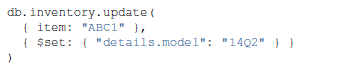 db.inventory.update(
{ item: "ABC1" },
{ $set: { "details.model": "14Q2" } }
)